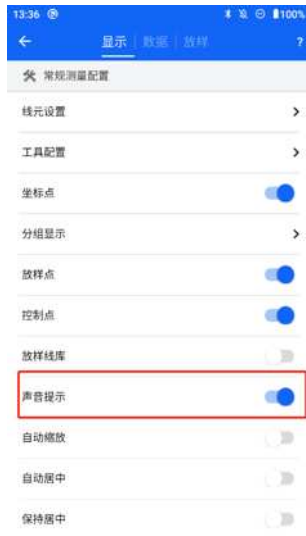 13:36 100%
显示 | 数据 | 放样 ?
常规测量配置
线元设置
工具配置
坐标点
分组显示
放样点
控制点
放样线库
声音提示
自动缩放
自动居中
保持居中